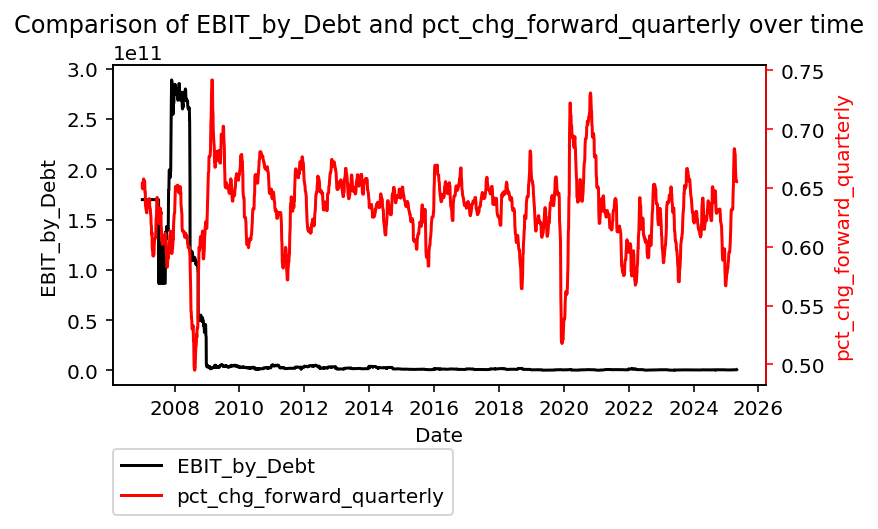 Comparison of EBIT_by_Debt and pct_chg_forward_quarterly over time
1e11
3.0
2.5
2.0
1.5
1.0
0.5
0.0
EBIT_by_Debt
0.75
0.70
0.65
0.60
0.55
0.50
pct_chg_forward_quarterly
2008 2010 2012 2014 2016 2018 2020 2022 2024 2026
Date
EBIT_by_Debt
pct_chg_forward_quarterly